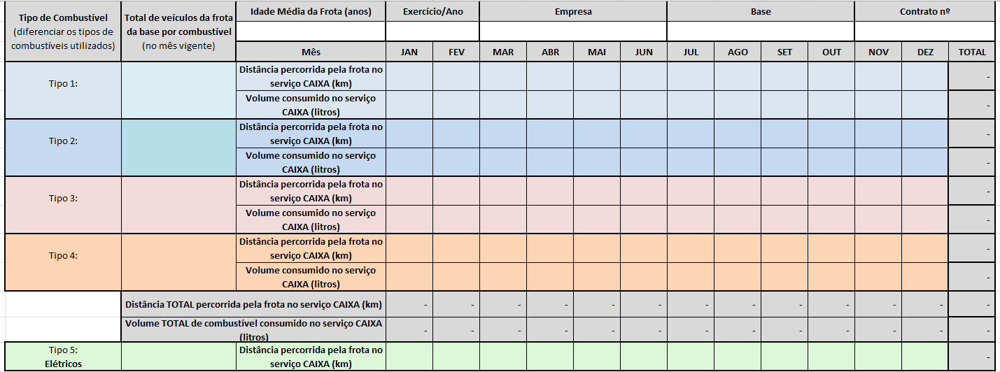 Tipo de Combustível
(diferenciar os tipos de
combustíveis utilizados)
Total de veículos da frota
da base por combustível
(no mês vigente)
Idade Média da Frota (anos) Exercício/Ano Empresa Base Contrato nº
Mês JAN FEV MAR ABR MAI JUN JUL AGO SET OUT NOV DEZ TOTAL
Tipo 1:
Distância percorrida pela frota no
serviço CAIXA (km)
-
Volume consumido no serviço
CAIXA (litros)
-
Tipo 2:
Distância percorrida pela frota no
serviço CAIXA (km)
-
Volume consumido no serviço
CAIXA (litros)
-
Tipo 3:
Distância percorrida pela frota no
serviço CAIXA (km)
-
Volume consumido no serviço
CAIXA (litros)
-
Tipo 4:
Distância percorrida pela frota no
serviço CAIXA (km)
-
Volume consumido no serviço
CAIXA (litros)
-
Distância TOTAL percorrida pela frota no serviço CAIXA (km) - - - - - - - - - - - - -
Volume TOTAL de combustível consumido no serviço CAIXA
(litros)
- - - - - - - - - - - - -
Tipo 5:
Elétricos
Distância percorrida pela frota no
serviço CAIXA (km)
-